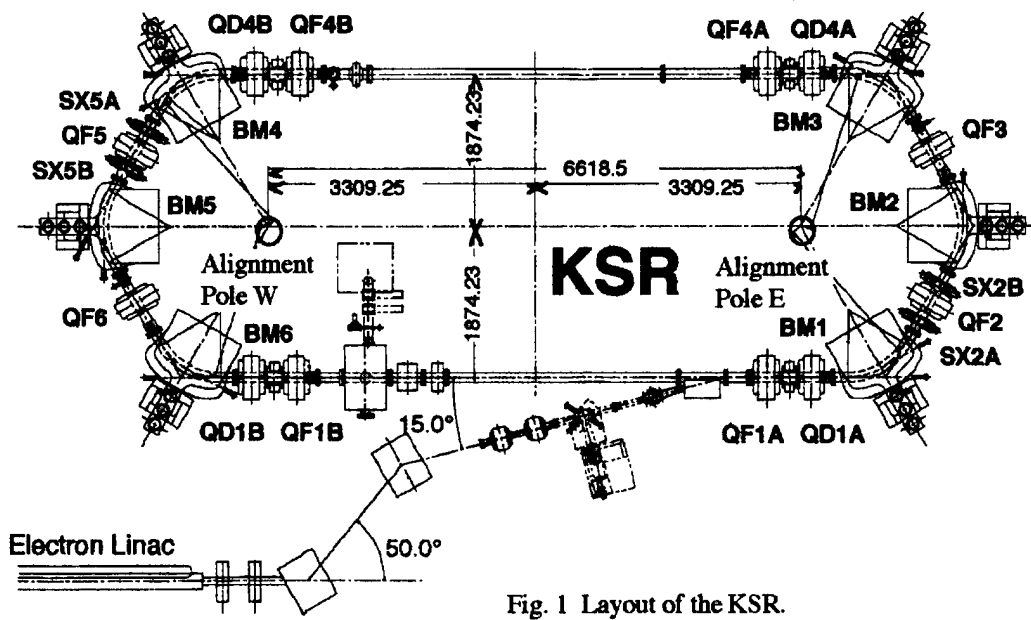 QD4B QF4B
QF4A QD4A
SX5A
QF5
SX5B
BM4
BM3
QF3
1874.23
6618.5
3309.25
3309.25
BM5
BM2
Alignment
Pole W
KSR
Alignment
Pole E
1874.23
QF6
BM6
BM1
SX2B
QF2
SX2A
QD1B QF1B
15.0°
QF1A QD1A
50.0°
Electron Linac
Fig. 1 Layout of the KSR.